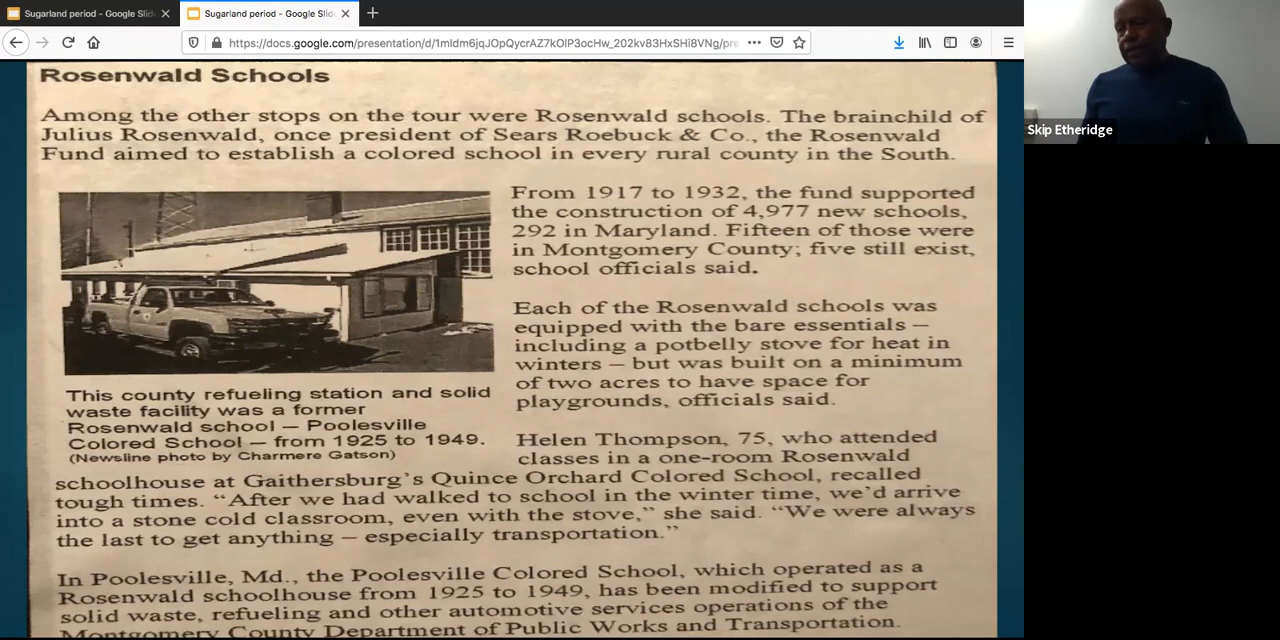 Sugarland period - Google Slid
Sugarland period - Google Slid
https://docs.google.com/presentation/d/1mldm6jqJOpQycrAZ7kOlP3ocHw_202kv83HxSHi8VNg/pre
Skip Etheridge
Rosenwald Schools
Among the other stops on the tour were Rosenwald schools. The brainchild of
Julius Rosenwald, once president of Sears Roebuck & Co., the Rosenwald
Fund aimed to establish a colored school in every rural county in the South.
From 1917 to 1932, the fund supported
the construction of 4,977 new schools,
292 in Maryland. Fifteen of those were
in Montgomery County; five still exist,
school officials said.
Each of the Rosenwald schools was
equipped with the bare essentials –
including a potbelly stove for heat in
winters – but was built on a minimum
of two acres to have space for
playgrounds, officials said.
This county refueling station and solid
waste facility was a former
Rosenwald school – Poolesville
Colored School – from 1925 to 1949.
(Newsline photo by Charmere Gatson)
Helen Thompson, 75, who attended
classes in a one-room Rosenwald
schoolhouse at Gaithersburg's Quince Orchard Colored School, recalled
tough times. “After we had walked to school in the winter time, we'd arrive
into a stone cold classroom, even with the stove,” she said. “We were always
the last to get anything – especially transportation.”
In Poolesville, Md., the Poolesville Colored School, which operated as a
Rosenwald schoolhouse from 1925 to 1949, has been modified to support
solid waste, refueling and other automotive services operations of the
Montgomery County Department of Public Works and Transportation.